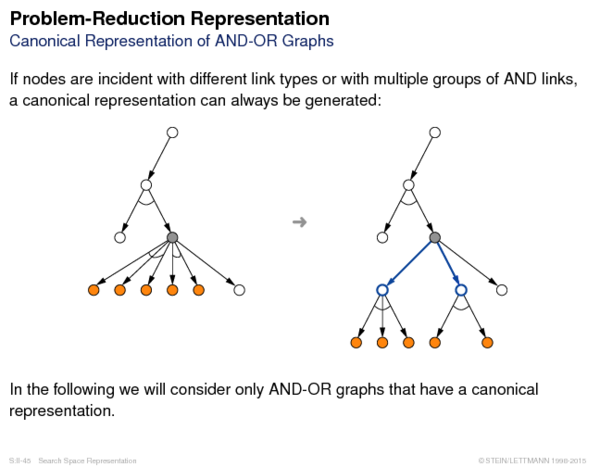 Problem-Reduction Representation
Canonical Representation of AND-OR Graphs
If nodes are incident with different link types or with multiple groups of AND links,
a canonical representation can always be generated:
In the following we will consider only AND-OR graphs that have a canonical
representation.
S:II-45 Search Space Representation
© STEIN/LETTMANN 1998-2015